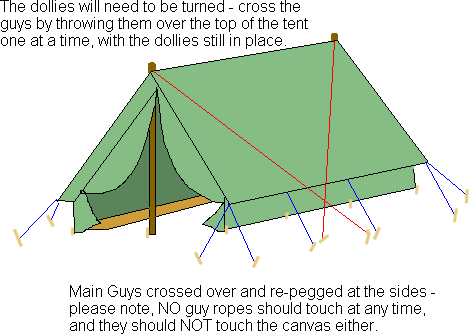 The dollies will need to be turned - cross the
guys by throwing them over the top of the tent
one at a time, with the dollies still in place.
Main Guys crossed over and re-pegged at the sides -
please note, NO guy ropes should touch at any time,
and they should NOT touch the canvas either.